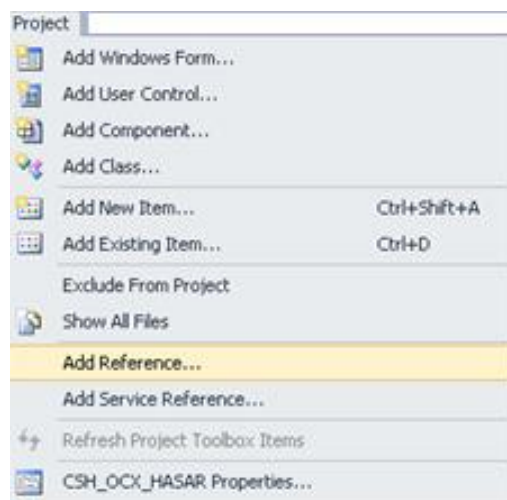 Project
Add Windows Form...
Add User Control...
Add Component...
Add Class...
Add New Item... Ctrl+Shift+A
Add Existing Item... Ctrl+D
Exclude From Project
Show All Files
Add Reference...
Add Service Reference...
Refresh Project Toolbox Items
CSH_OCX_HASAR Properties...